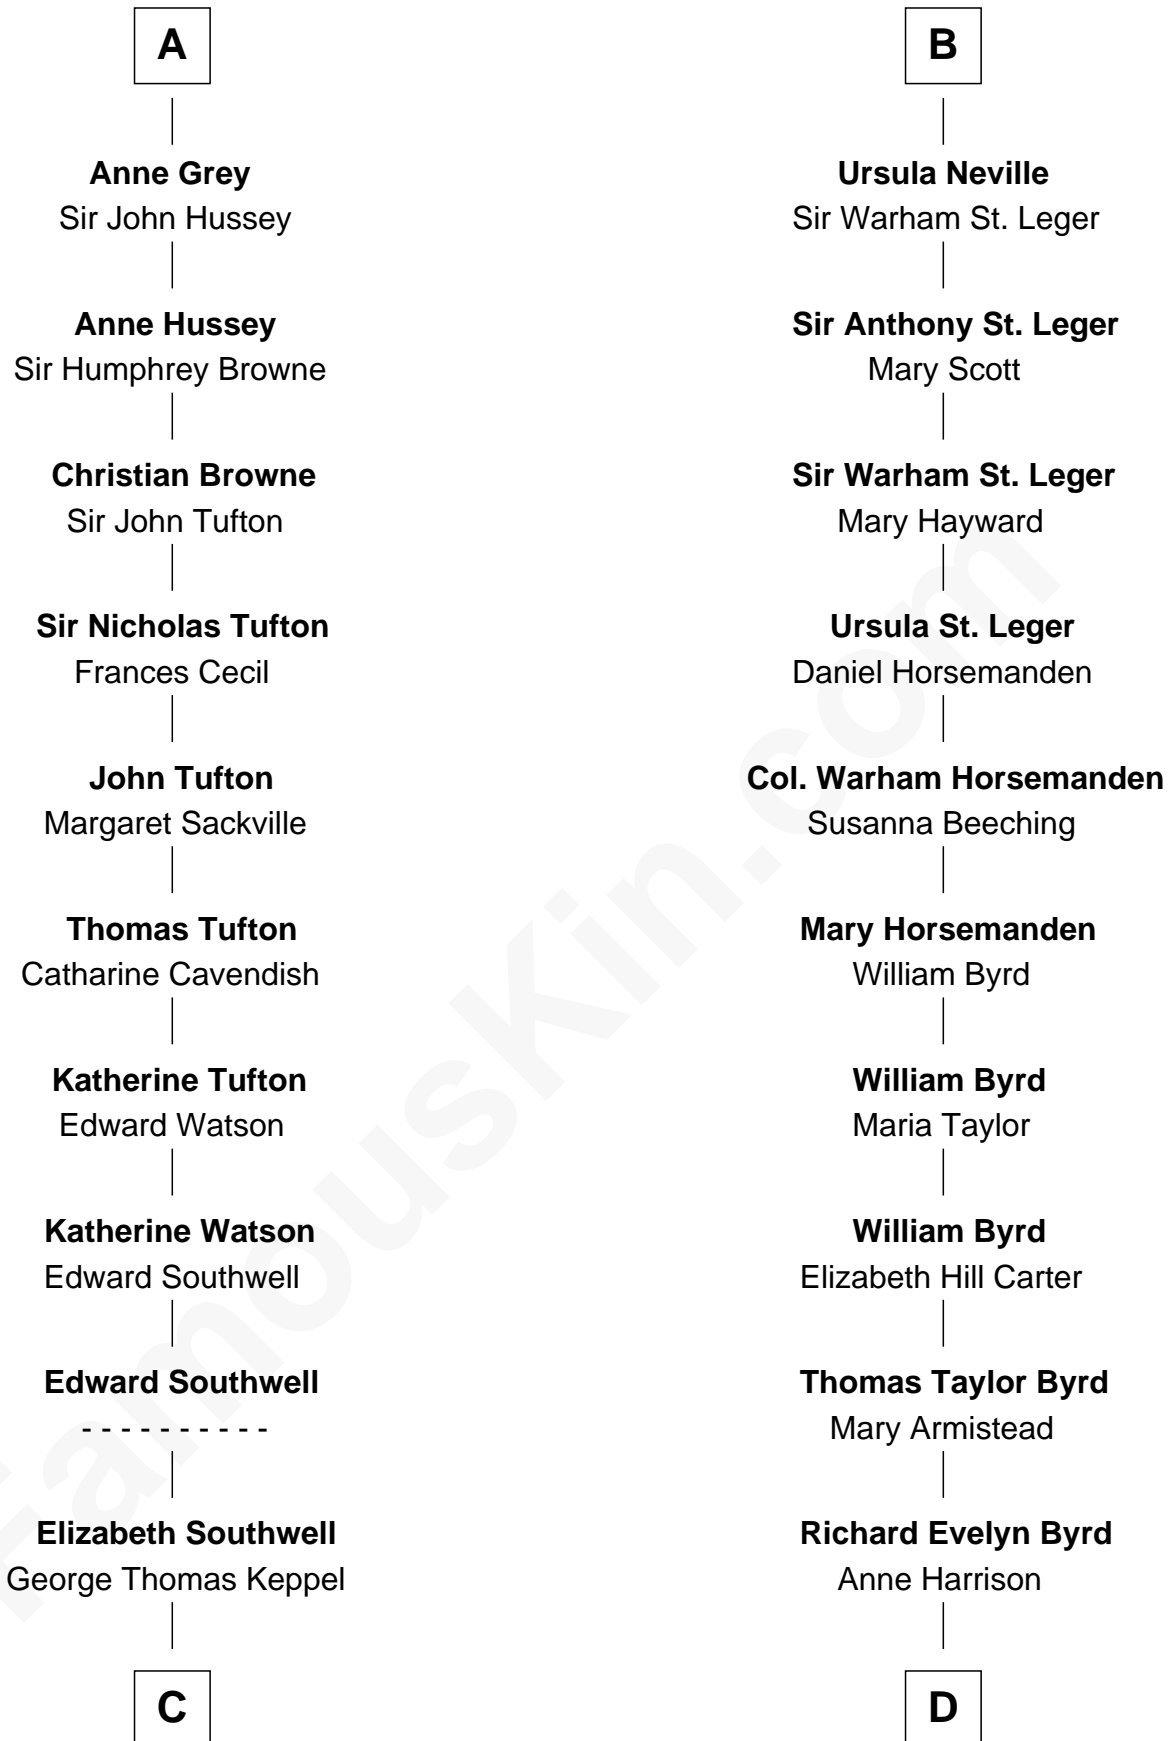 A
Anne Grey
Sir John Hussey
Anne Hussey
Sir Humphrey Browne
Christian Browne
Sir John Tufton
Sir Nicholas Tufton
Frances Cecil
John Tufton
Margaret Sackville
Thomas Tufton
Catharine Cavendish
Katherine Tufton
Edward Watson
Katherine Watson
Edward Southwell
Edward Southwell
- - - - - - - - - -
Elizabeth Southwell
George Thomas Keppel
C
B
Ursula Neville
Sir Warham St. Leger
Sir Anthony St. Leger
Mary Scott
Sir Warham St. Leger
Mary Hayward
Ursula St. Leger
Daniel Horsemanden
Col. Warham Horsemanden
Susanna Beeching
Mary Horsemanden
William Byrd
William Byrd
Maria Taylor
William Byrd
Elizabeth Hill Carter
Thomas Taylor Byrd
Mary Armistead
Richard Evelyn Byrd
Anne Harrison
D
FamousKin.com